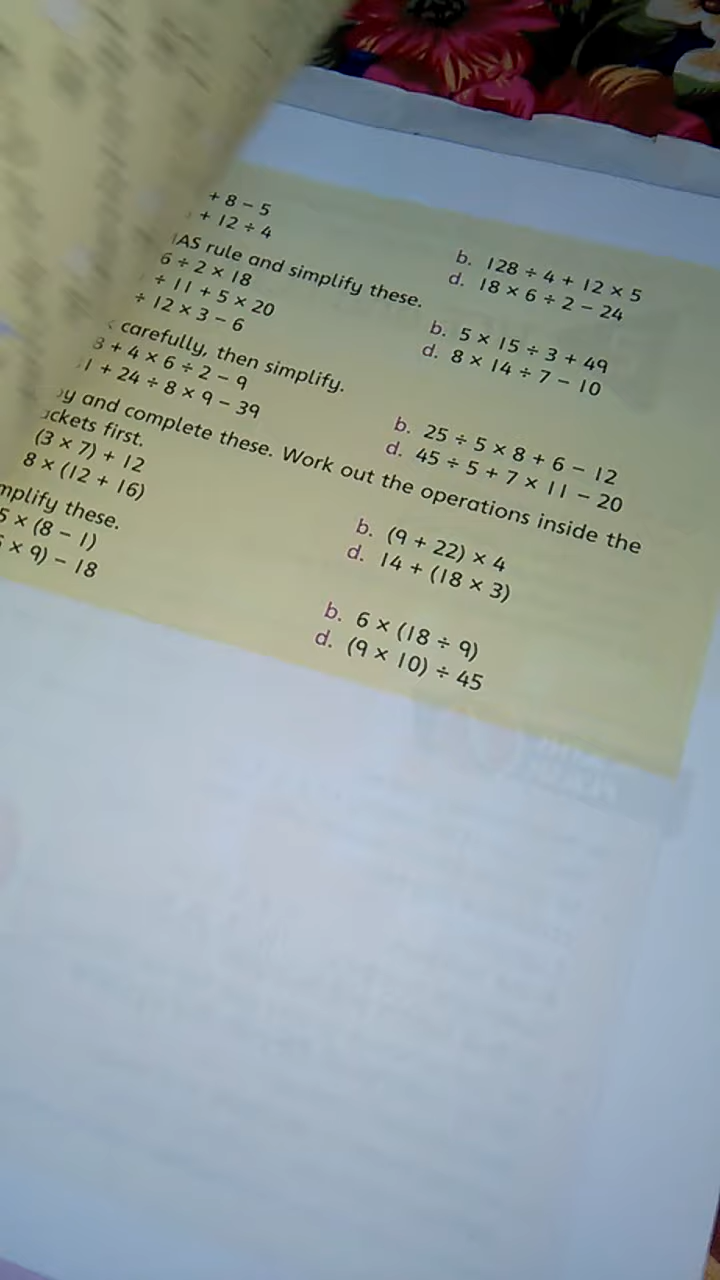 + 8 − 5
+ 12 ÷ 4
b. 128 ÷ 4 + 12 × 5
d. 18 × 6 ÷ 2 − 24
AS rule and simplify these.
6 ÷ 2 × 18
÷ 11 + 5 × 20
÷ 12 × 3 − 6
b. 5 × 15 ÷ 3 + 49
d. 8 × 14 ÷ 7 − 10
carefully, then simplify.
3 + 4 × 6 ÷ 2 − 9
1 + 24 ÷ 8 × 9 − 39
b. 25 ÷ 5 × 8 + 6 − 12
d. 45 ÷ 5 + 7 × 11 − 20
y and complete these. Work out the operations inside the
ckets first.
(3 × 7) + 12
8 × (12 + 16)
b. (9 + 22) × 4
d. 14 + (18 × 3)
mplify these.
5 × (8 − 1)
× 9) − 18
b. 6 × (18 ÷ 9)
d. (9 × 10) ÷ 45